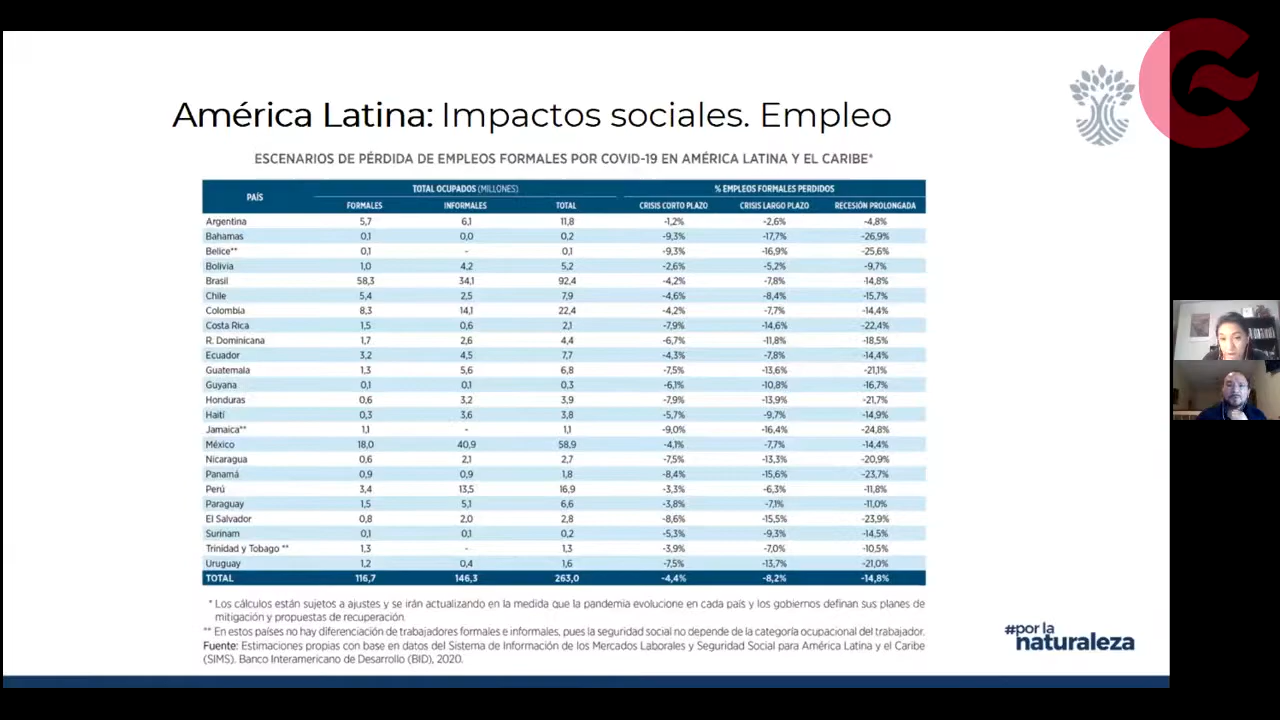 América Latina: Impactos sociales. Empleo
ESCENARIOS DE PÉRDIDA DE EMPLEOS FORMALES POR COVID-19 EN AMÉRICA LATINA Y EL CARIBE*
PAÍS TOTAL OCUPADOS (MILLONES) % EMPLEOS FORMALES PERDIDOS
FORMALES INFORMALES TOTAL CRISIS CORTO PLAZO CRISIS LARGO PLAZO RECESIÓN PROLONGADA
Argentina 5,7 6,1 11,8 -1,2% -2,6% -4,8%
Bahamas 0,1 0,0 0,2 -9,3% -17,7% -26,9%
Belice** 0,1 - 0,1 -9,3% -16,9% -25,6%
Bolivia 1,0 4,2 5,2 -2,6% -5,2% -9,7%
Brasil 58,3 34,1 92,4 -4,2% -7,8% -14,8%
Chile 5,4 2,5 7,9 -4,6% -8,4% -15,7%
Colombia 8,3 14,1 22,4 -4,2% -7,7% -14,4%
Costa Rica 1,5 0,6 2,1 -7,9% -14,6% -22,4%
R. Dominicana 1,7 2,6 4,4 -6,7% -11,8% -18,5%
Ecuador 3,2 4,5 7,7 -4,3% -7,8% -14,4%
Guatemala 1,3 5,6 6,8 -7,5% -13,6% -21,1%
Guyana 0,1 0,1 0,3 -6,1% -10,8% -16,7%
Honduras 0,6 3,2 3,9 -7,9% -13,9% -21,7%
Haití 0,3 3,6 3,8 -5,7% -9,7% -14,9%
Jamaica** 1,1 - 1,1 -9,0% -16,4% -24,8%
México 18,0 40,9 58,9 -4,1% -7,7% -14,4%
Nicaragua 0,6 2,1 2,7 -7,5% -13,3% -20,9%
Panamá 0,9 0,9 1,8 -8,4% -15,6% -23,7%
Perú 3,4 13,5 16,9 -3,3% -6,3% -11,8%
Paraguay 1,5 5,1 6,6 -3,8% -7,1% -11,0%
El Salvador 0,8 2,0 2,8 -8,6% -15,5% -23,9%
Surinam 0,1 0,1 0,2 -5,3% -9,3% -14,5%
Trinidad y Tobago ** 1,3 - 1,3 -3,9% -7,0% -10,5%
Uruguay 1,2 0,4 1,6 -7,5% -13,7% -21,0%
TOTAL 116,7 146,3 263,0 -4,4% -8,2% -14,8%
* Los cálculos están sujetos a ajustes y se irán actualizando en la medida que la pandemia evolucione en cada país y los gobiernos definan sus planes de
mitigación y propuestas de recuperación
** En estos países no hay diferenciación de trabajadores formales e informales, pues la seguridad social no depende de la categoría ocupacional del trabajador.
Fuente: Estimaciones propias con base en datos del Sistema de Información de los Mercados Laborales y Seguridad Social para América Latina y el Caribe
(SIMS). Banco Interamericano de Desarrollo (BID), 2020.
#por la
naturaleza